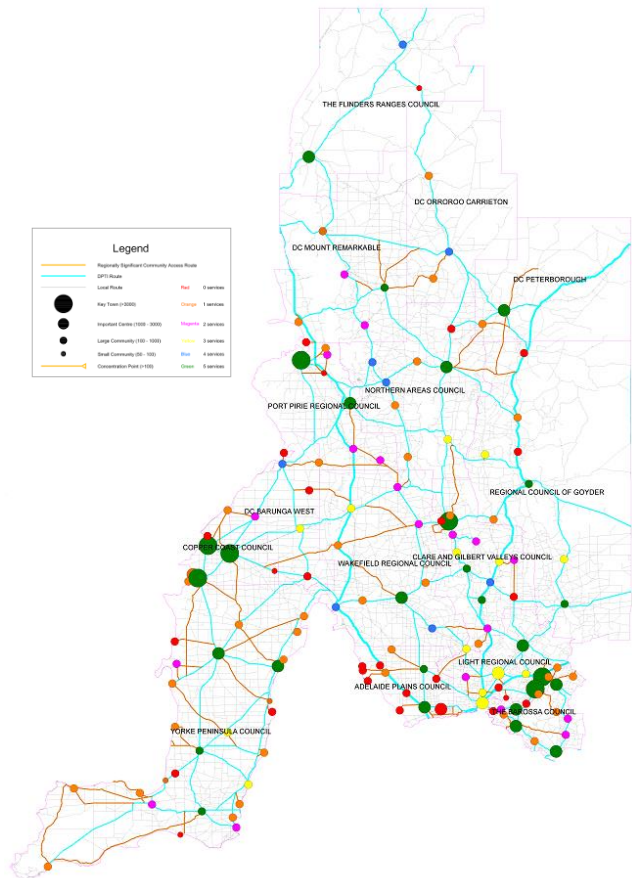 THE FLINDERS RANGES COUNCIL
DC ORROROO CARRIETON
DC MOUNT REMARKABLE
DC PETERBOROUGH
Legend
Regionally Significant Community Access Route
DPTI Route
Local Route
Key Town (>3000)
Important Centre (1000 - 3000)
Large Community (100 - 1000)
Small Community (50 - 100)
Concentration Point (>100)
Red 0 services
Orange 1 services
Magenta 2 services
3 services
Blue 4 services
Green 5 services
NORTHERN AREAS COUNCIL
PORT PIRIE REGIONAL COUNCIL
REGIONAL COUNCIL OF GOYDER
DC BARUNGA WEST
COPPER COAST COUNCIL
CLARE AND GILBERT VALLEYS COUNCIL
WAKEFIELD REGIONAL COUNCIL
LIGHT REGIONAL COUNCIL
ADELAIDE PLAINS COUNCIL
THE BAROSSA COUNCIL
YORKE PENINSULA COUNCIL